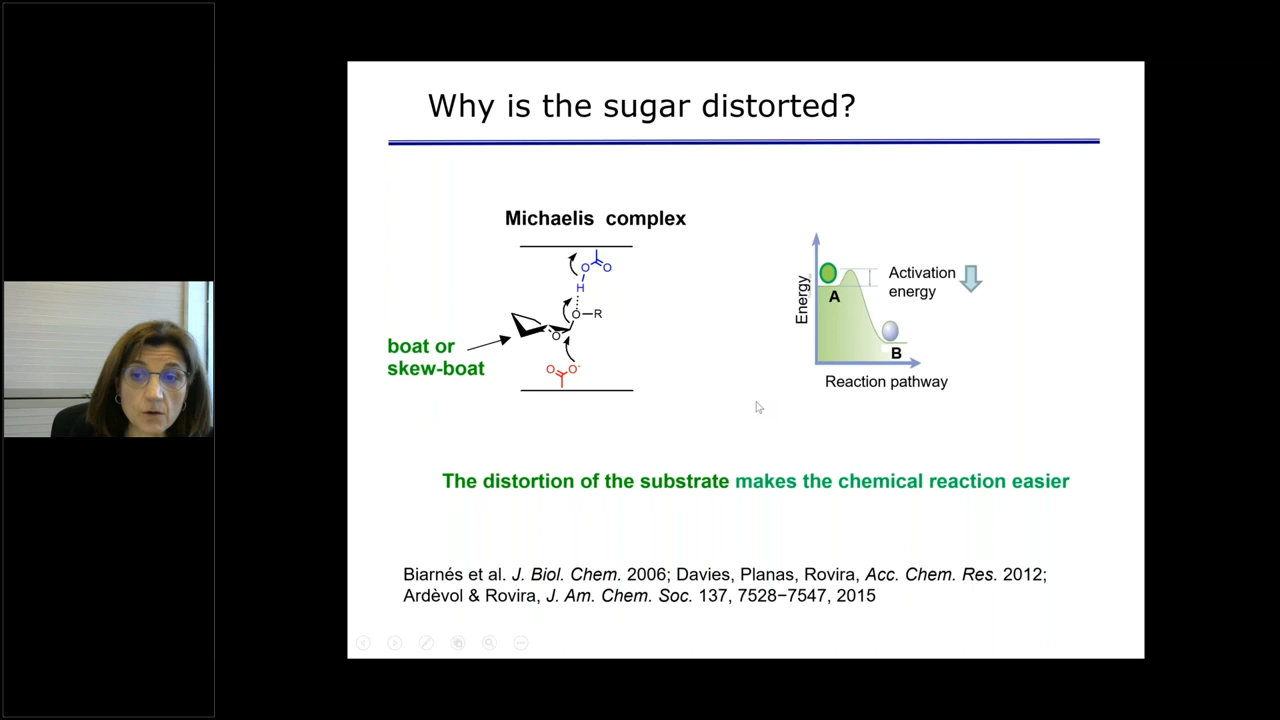 Why is the sugar distorted?
Michaelis complex
O
O
H
O—R
O
boat or
skew-boat
O
O-
Energy
A
Activation
energy
B
Reaction pathway
The distortion of the substrate makes the chemical reaction easier
Biarnés et al. J. Biol. Chem. 2006; Davies, Planas, Rovira, Acc. Chem. Res. 2012;
Ardèvol & Rovira, J. Am. Chem. Soc. 137, 7528−7547, 2015